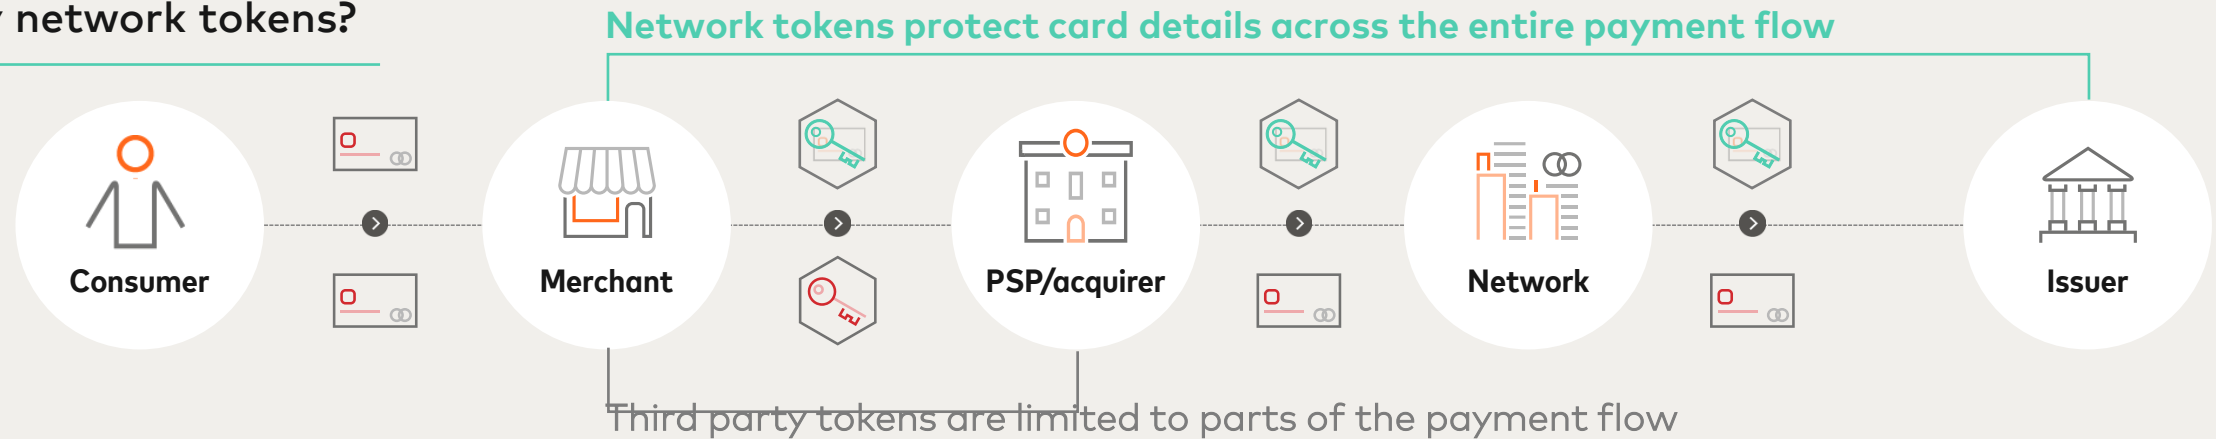 network tokens?
Network tokens protect card details across the entire payment flow
Consumer
Merchant
PSP/acquirer
Network
Issuer
Third party tokens are limited to parts of the payment flow